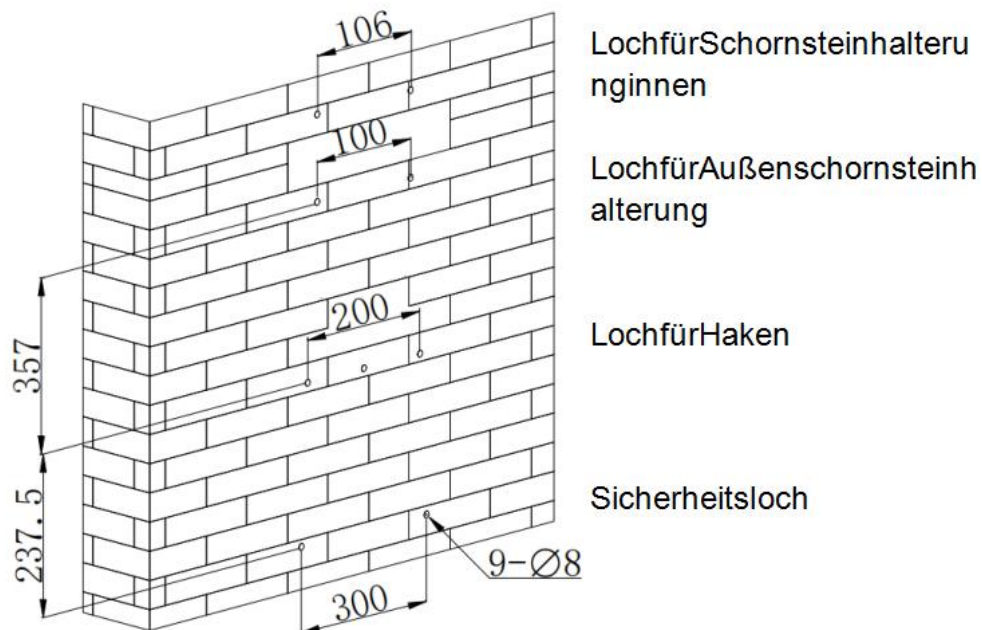 106
LochfürSchornsteinhalteru
nginnen
100
LochfürAußenschornsteinh
alterung
200
LochfürHaken
357
237.5
Sicherheitsloch
9-Ø8
300